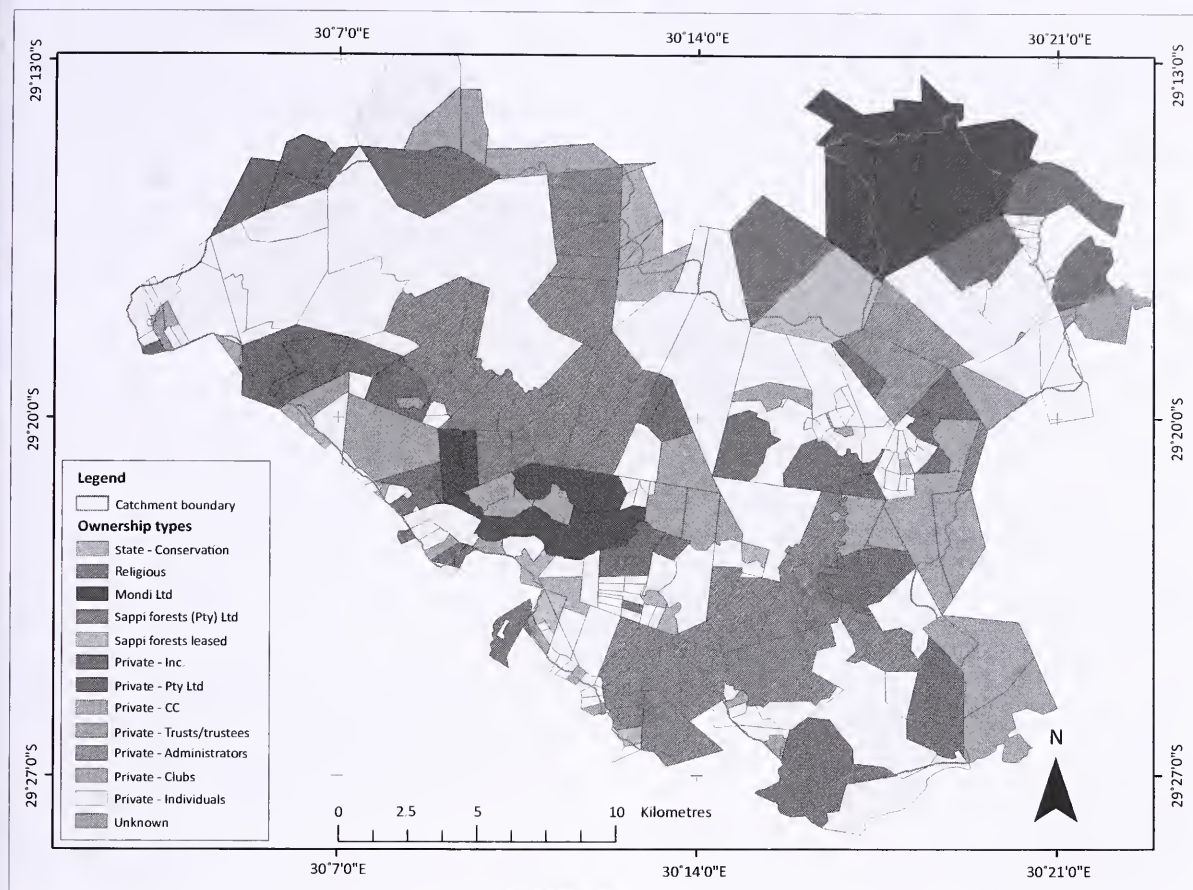 30°7'0"E 30°14'0"E 30°21'0"E
29°13'0"S 29°13'0"S
29°20'0"S 29°20'0"S
Legend
Catchment boundary
Ownership types
State - Conservation
Religious
Mondi Ltd
Sappi forests (Pty) Ltd
Sappi forests leased
Private - Inc.
Private - Pty Ltd
Private - CC
Private - Trusts/trustees
Private - Administrators
Private - Clubs
Private - Individuals
Unknown
N
29°27'0"S 29°27'0"S
0 2.5 5 10 Kilometres
30°7'0"E 30°14'0"E 30°21'0"E